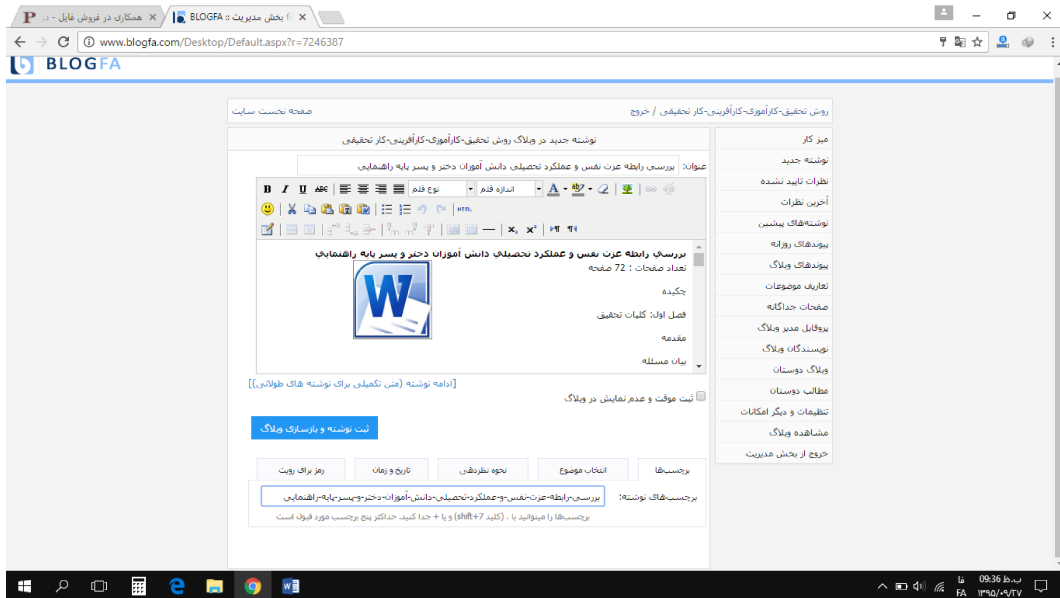 همکاری در فروش فایل - در
بخش مدیریت :: BLOGFA
www.blogfa.com/Desktop/Default.aspx?r=7246387
BLOGFA
روش تحقیق-کارآموزی-کارآفرینی-کار تحقیقی / خروج
صفحه نخست سایت
میز کار
نوشته جدید
نظرات تایید نشده
آخرین نظرات
نوشته‌های پیشین
پیوندهای روزانه
پیوندهای وبلاگ
تعاریف موضوعات
صفحات جداگانه
پروفایل مدیر وبلاگ
نویسندگان وبلاگ
وبلاگ دوستان
مطالب دوستان
تنظیمات و دیگر امکانات
مشاهده وبلاگ
خروج از بخش مدیریت
نوشته جدید در وبلاگ روش تحقیق-کارآموزی-کارآفرینی-کار تحقیقی
عنوان: بررسی رابطه عزت نفس و عملکرد تحصیلی دانش آموزان دختر و پسر پایه راهنمایی
B I U ABC نوع قلم اندازه قلم A ab
HTML
x₂ x²
بررسی رابطه عزت نفس و عملکرد تحصیلی دانش آموزان دختر و پسر پایه راهنمایی
تعداد صفحات : 72 صفحه
W
چکیده
فصل اول: کلیات تحقیق
مقدمه
بیان مسئله
[ادامه نوشته (متن تکمیلی برای نوشته های طولانی)]
ثبت موقت و عدم نمایش در وبلاگ
ثبت نوشته و بازسازی وبلاگ
برچسب‌ها
انتخاب موضوع
نحوه نظردهی
تاریخ و زمان
رمز برای رویت
برچسب‌های نوشته: بررسی-رابطه-عزت-نفس-و-عملکرد-تحصیلی-دانش-آموزان-دختر-و-پسر-پایه-راهنمایی
برچسب‌ها را میتوانید با ، (کلید shift+7) و یا + جدا کنید. حداکثر پنج برچسب مورد قبول است
فا
FA
09:36 ب.ظ
۱۳۹۵/۰۹/۲۷